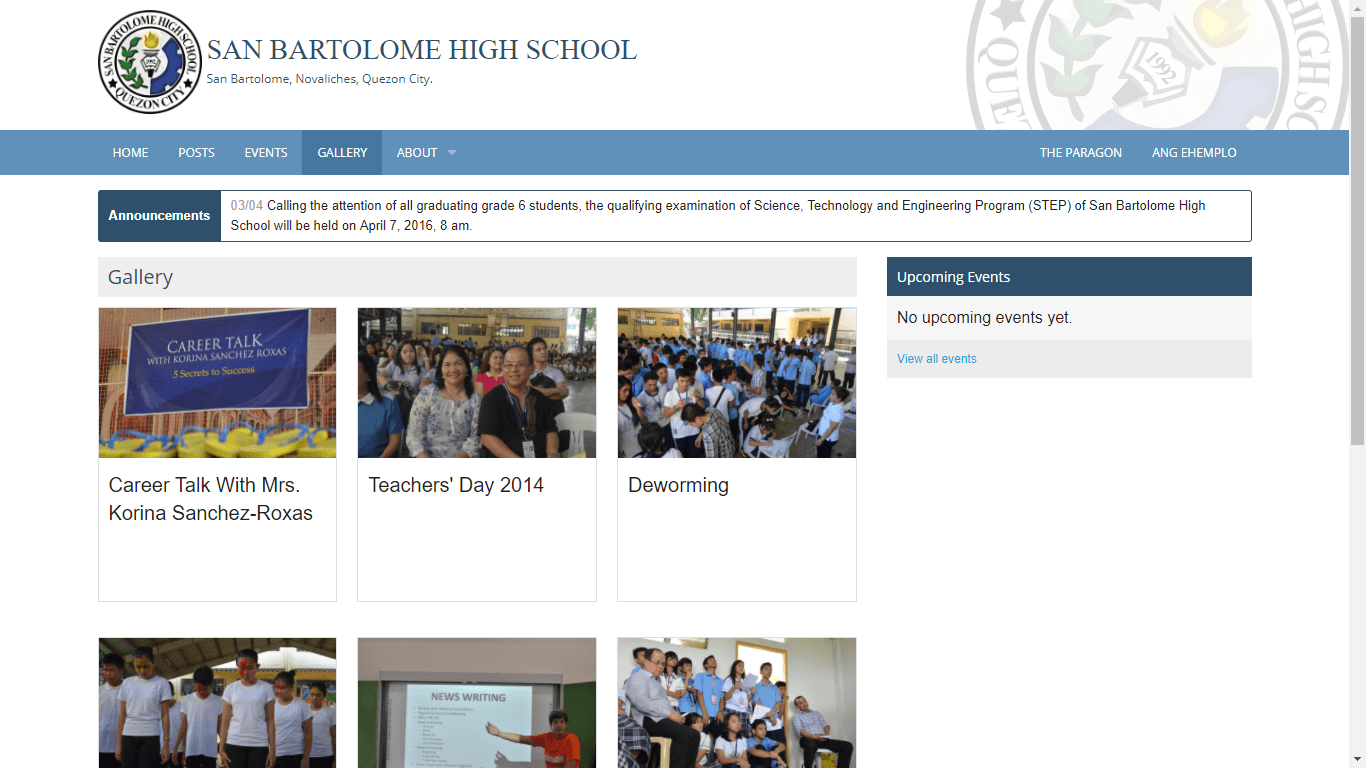 SAN BARTOLOME HIGH SCHOOL
QUEZON CITY
SAN BARTOLOME HIGH SCHOOL
San Bartolome, Novaliches, Quezon City.
1992
HOME
POSTS
EVENTS
GALLERY
ABOUT
THE PARAGON
ANG EHEMPLO
Announcements
03/04 Calling the attention of all graduating grade 6 students, the qualifying examination of Science, Technology and Engineering Program (STEP) of San Bartolome High
School will be held on April 7, 2016, 8 am.
Gallery
CAREER TALK
WITH KORINA SANCHEZ ROXAS
5 Secrets to Success
Career Talk With Mrs.
Korina Sanchez-Roxas
Teachers' Day 2014
Deworming
NEWS WRITING
Upcoming Events
No upcoming events yet.
View all events